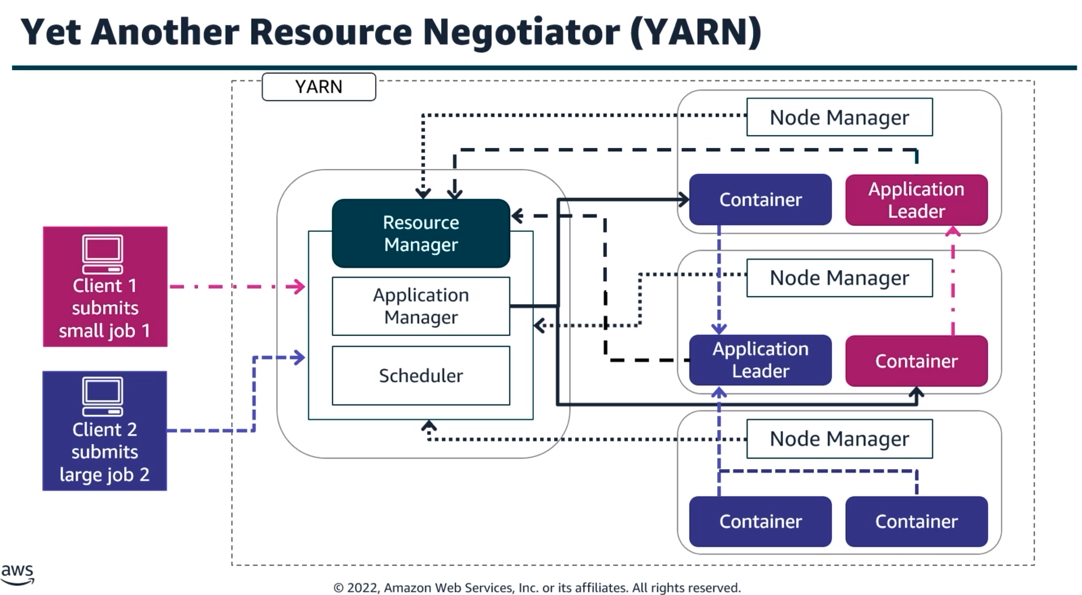 Yet Another Resource Negotiator (YARN)
YARN
Node Manager
Container
Application
Leader
Resource
Manager
Application
Manager
Scheduler
Client 1
submits
small job 1
Client 2
submits
large job 2
Node Manager
Application
Leader
Container
Node Manager
Container
Container
aws
© 2022, Amazon Web Services, Inc. or its affiliates. All rights reserved.